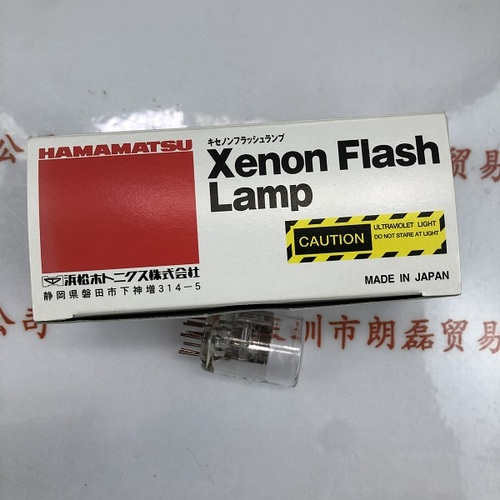 HAMAMATSU
キセノンフラッシュランプ
Xenon Flash
Lamp
CAUTION
ULTRAVIOLET LIGHT
DO NOT STARE AT LIGHT
浜松ホトニクス株式会社
静岡県磐田市下神増314-5
MADE IN JAPAN
公
贸易
公司
圳市朗磊贸易